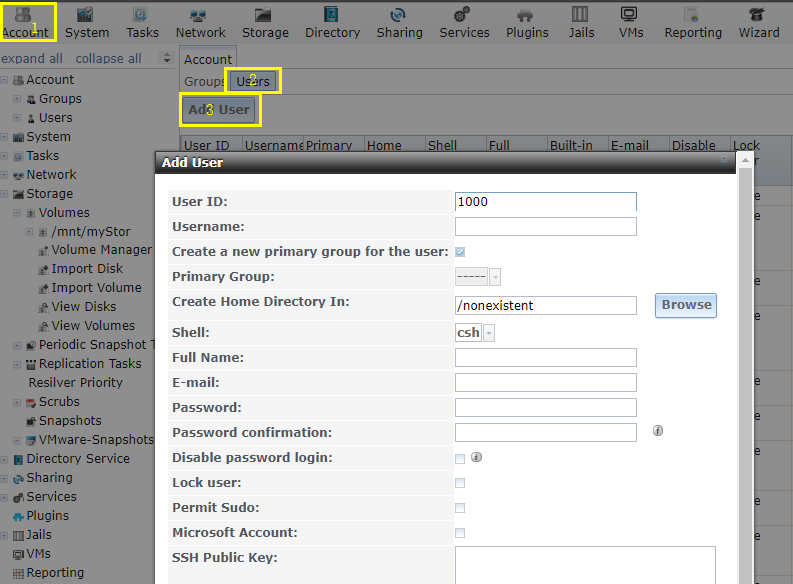 1
Account System Tasks Network Storage Directory Sharing Services Plugins Jails VMs Reporting Wizard
expand all collapse all
Account
Groups Users
2
Add User
3
User ID Username Primary Home Shell Full Built-in E-mail Disable Lock
Account
Groups
Users
System
Tasks
Network
Storage
Volumes
/mnt/myStor
Volume Manager
Import Disk
Import Volume
View Disks
View Volumes
Periodic Snapshot T
Replication Tasks
Resilver Priority
Scrubs
Snapshots
VMware-Snapshots
Directory Service
Sharing
Services
Plugins
Jails
VMs
Reporting
Add User
User ID: 1000
Username:
Create a new primary group for the user:
Primary Group: -----
Create Home Directory In: /nonexistent Browse
Shell: csh
Full Name:
E-mail:
Password:
Password confirmation:
Disable password login:
Lock user:
Permit Sudo:
Microsoft Account:
SSH Public Key: